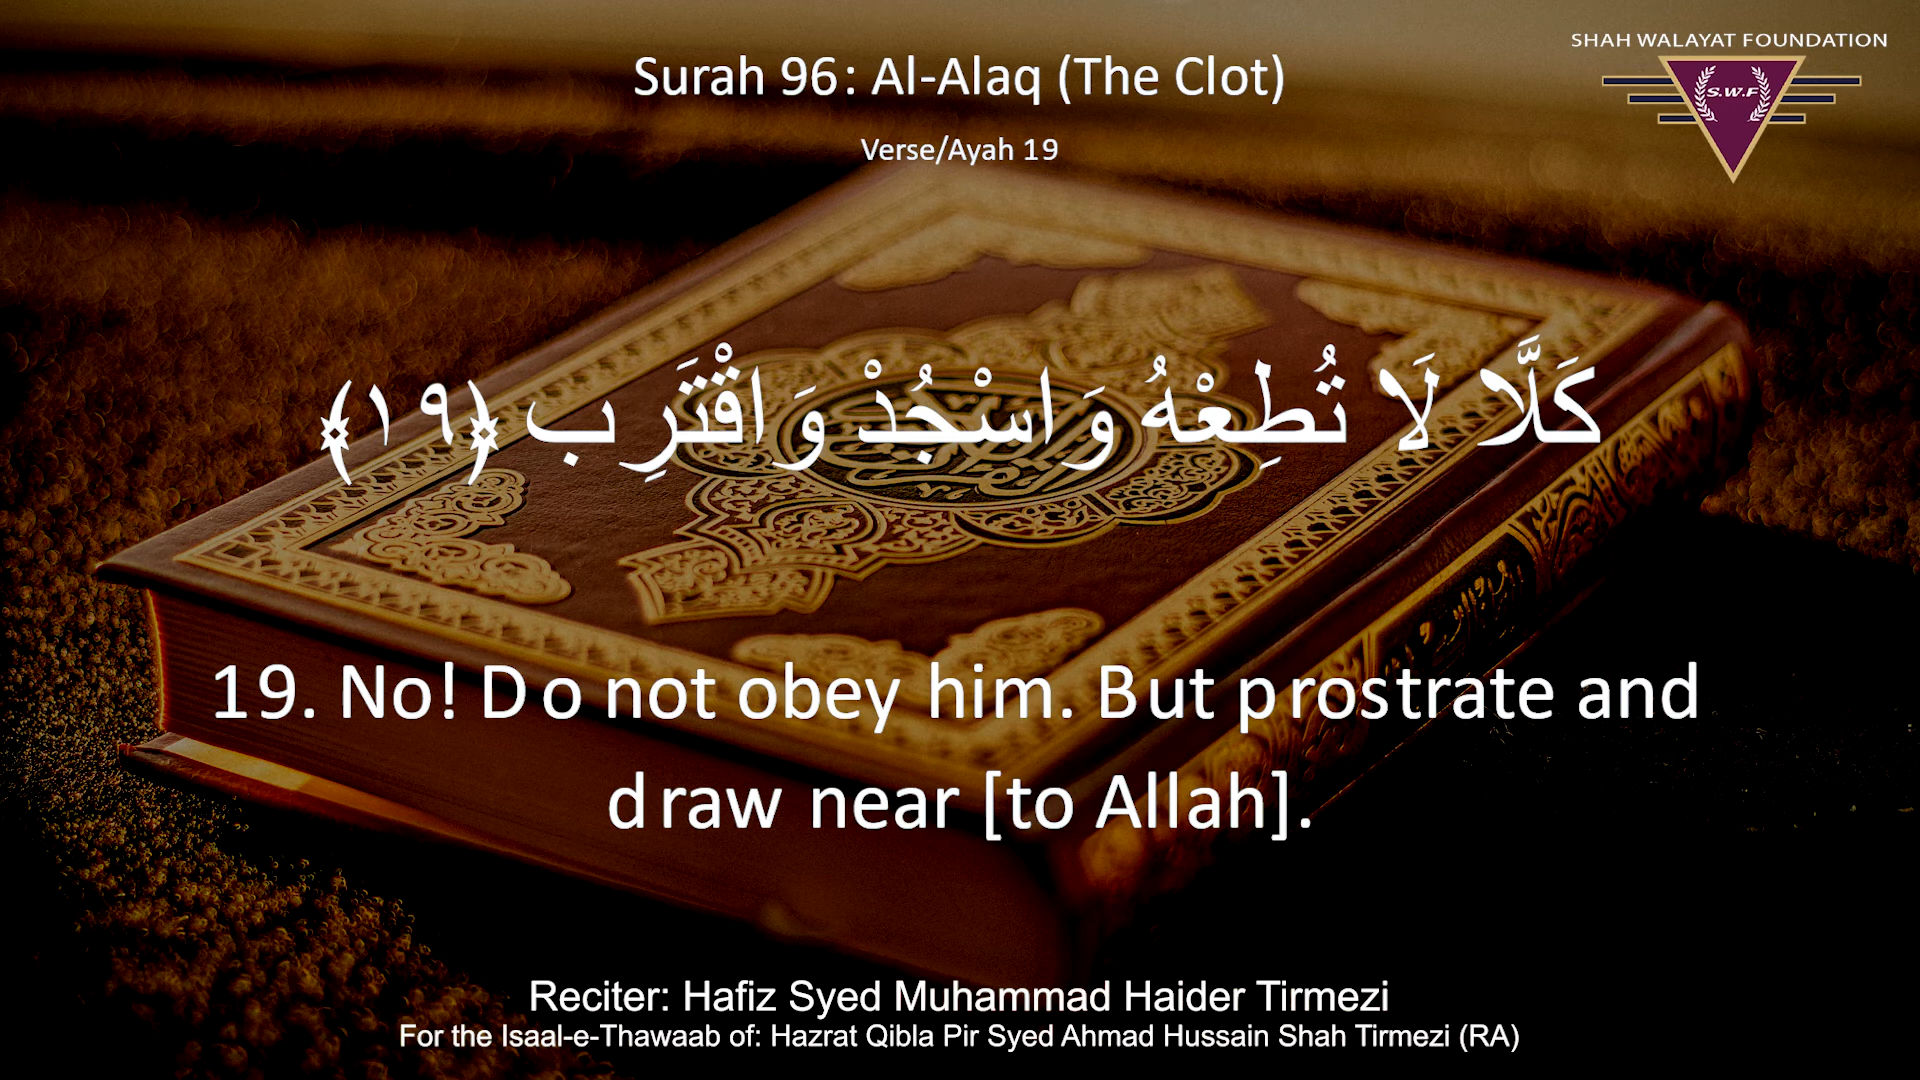 SHAH WALAYAT FOUNDATION
S.W.F
Surah 96: Al-Alaq (The Clot)
Verse/Ayah 19
كَلَّا لَا تُطِعْهُ وَاسْجُدْ وَاقْتَرِب ﴿١٩﴾
19. No! Do not obey him. But prostrate and
draw near [to Allah].
Reciter: Hafiz Syed Muhammad Haider Tirmezi
For the Isaal-e-Thawaab of: Hazrat Qibla Pir Syed Ahmad Hussain Shah Tirmezi (RA)